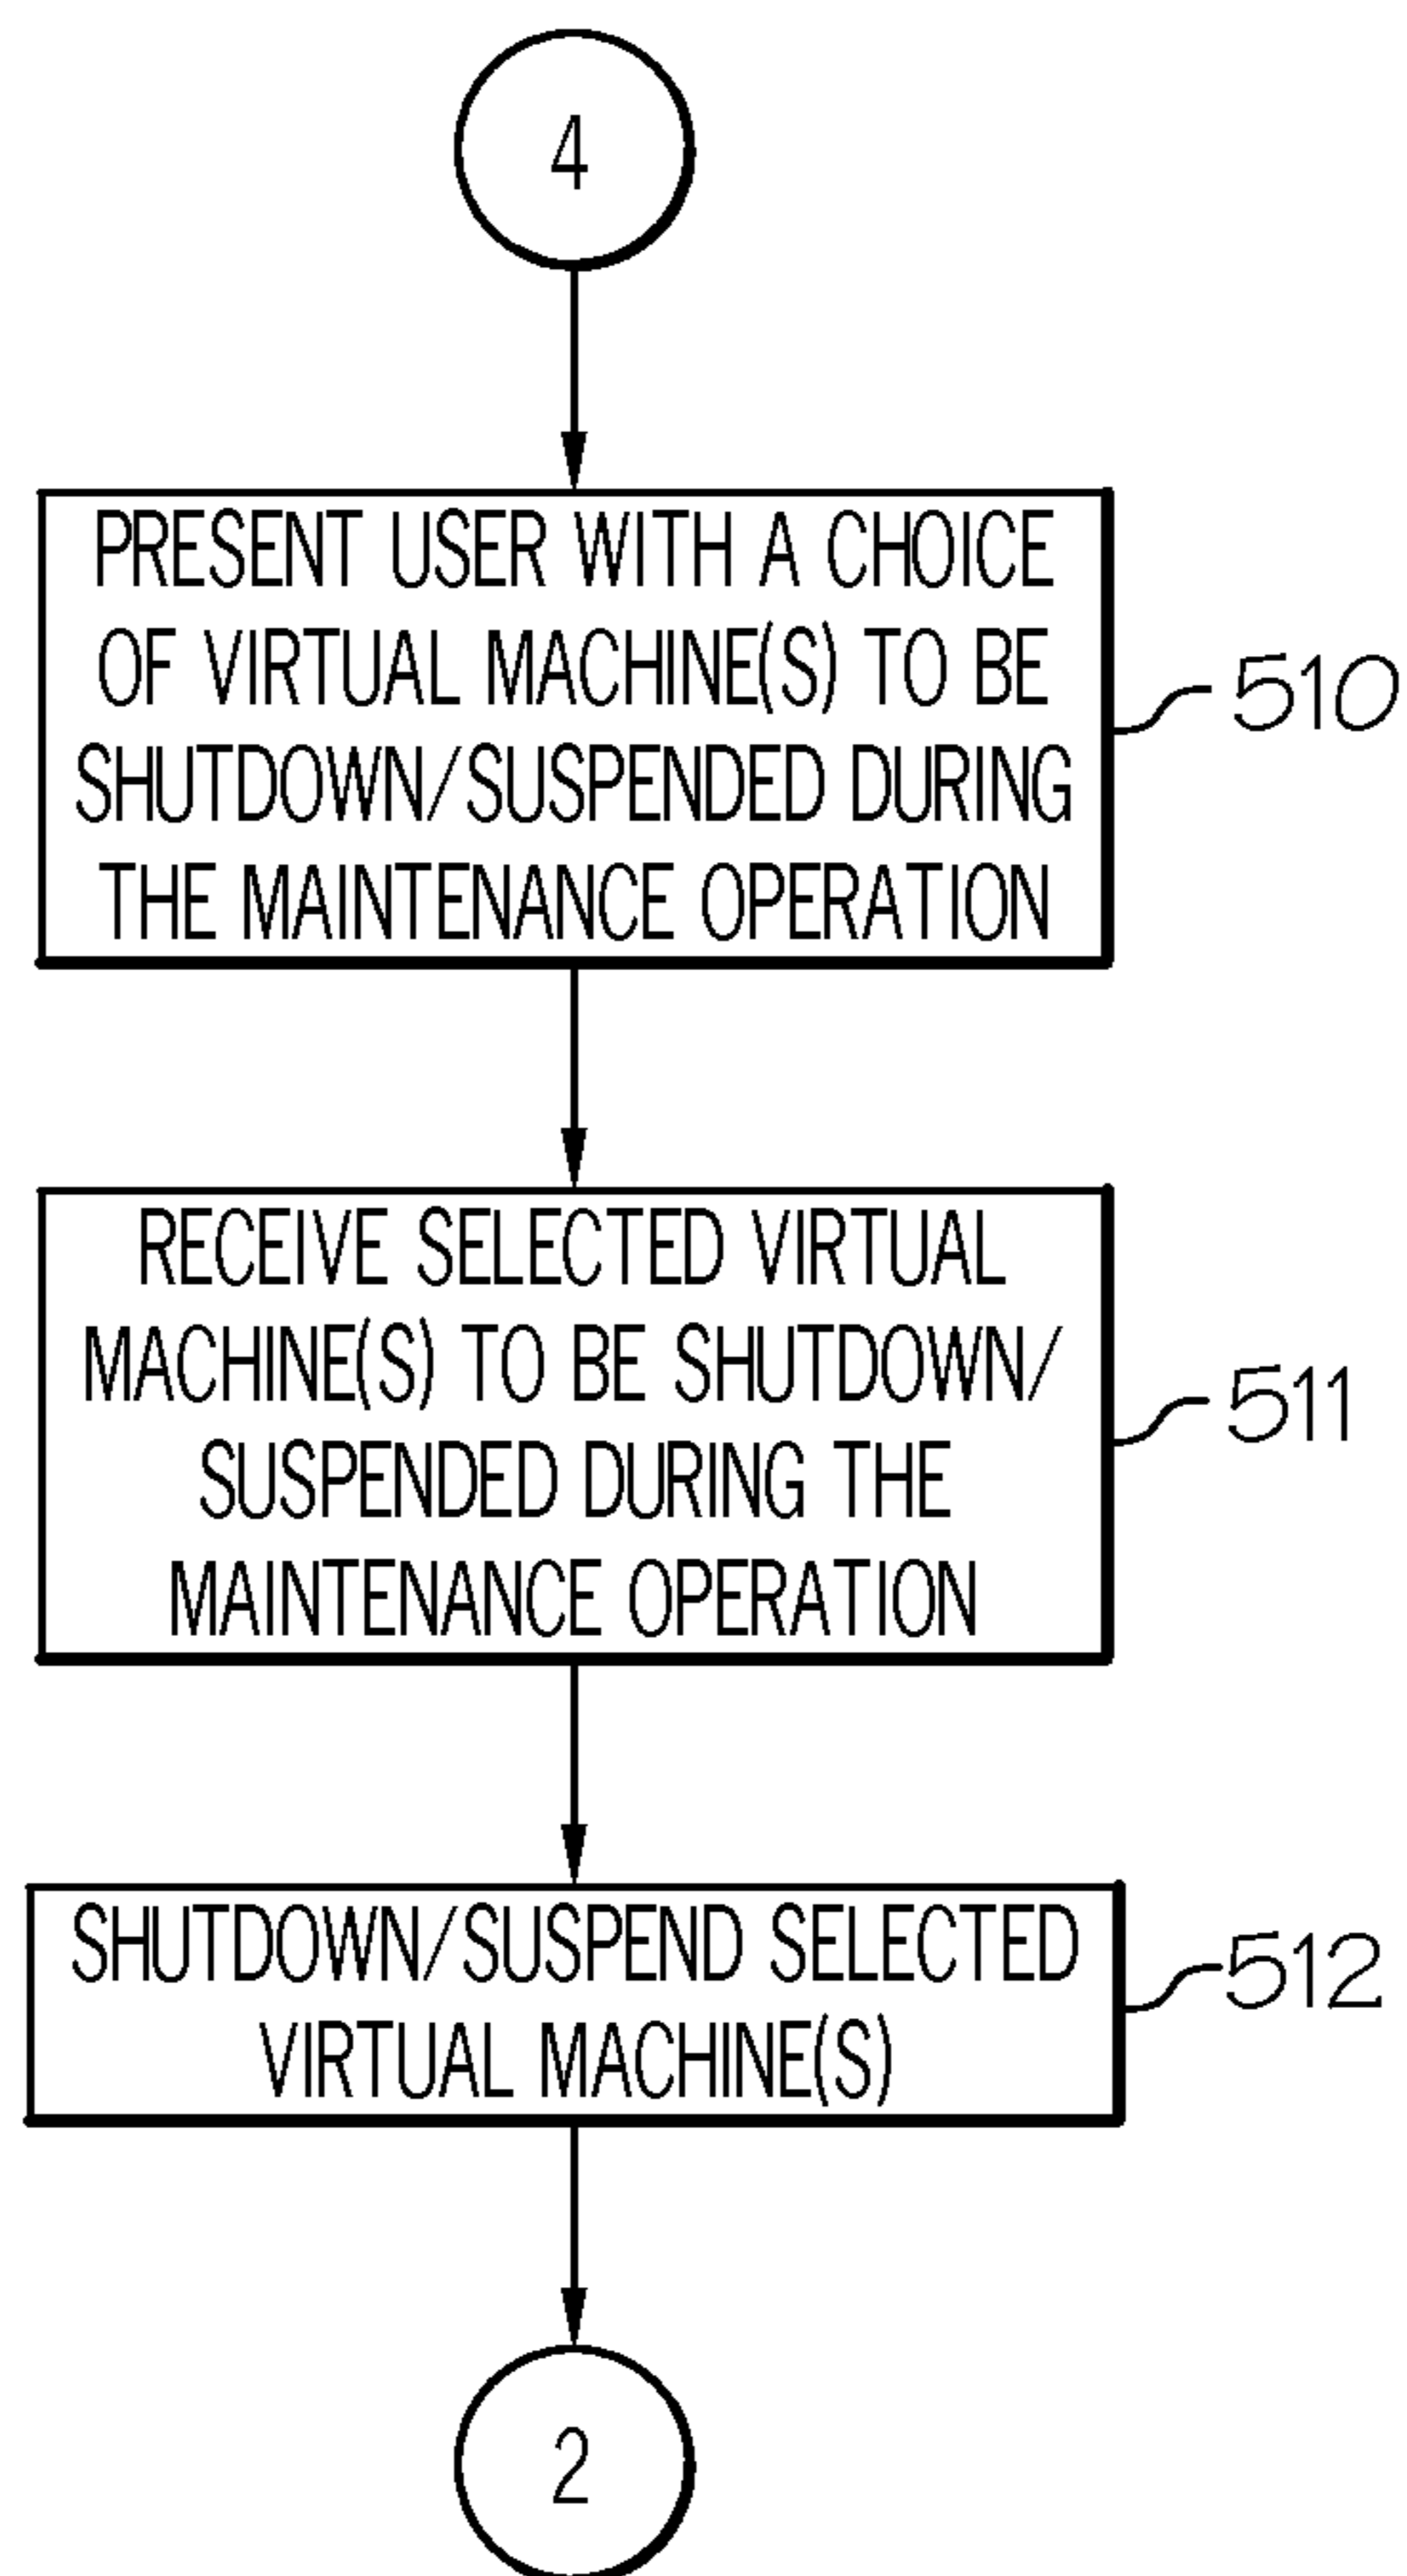 4
PRESENT USER WITH A CHOICE
OF VIRTUAL MACHINE(S) TO BE
SHUTDOWN/SUSPENDED DURING
THE MAINTENANCE OPERATION
510
RECEIVE SELECTED VIRTUAL
MACHINE(S) TO BE SHUTDOWN/
SUSPENDED DURING THE
MAINTENANCE OPERATION
511
SHUTDOWN/SUSPEND SELECTED
VIRTUAL MACHINE(S)
512
2